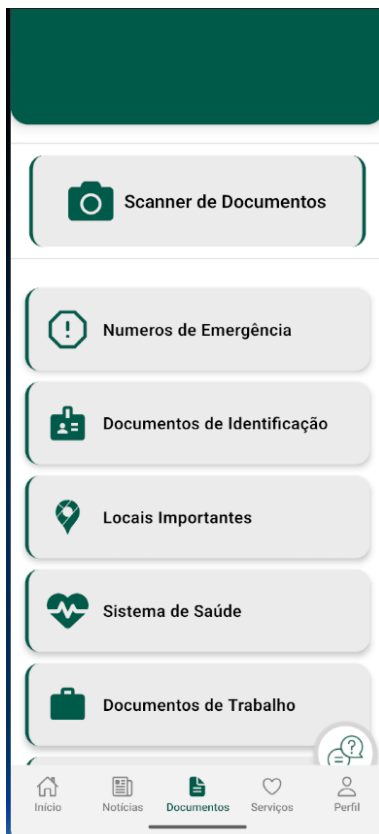 Scanner de Documentos
Numeros de Emergência
Documentos de Identificação
Locais Importantes
Sistema de Saúde
Documentos de Trabalho
Início Notícias Documentos Serviços Perfil